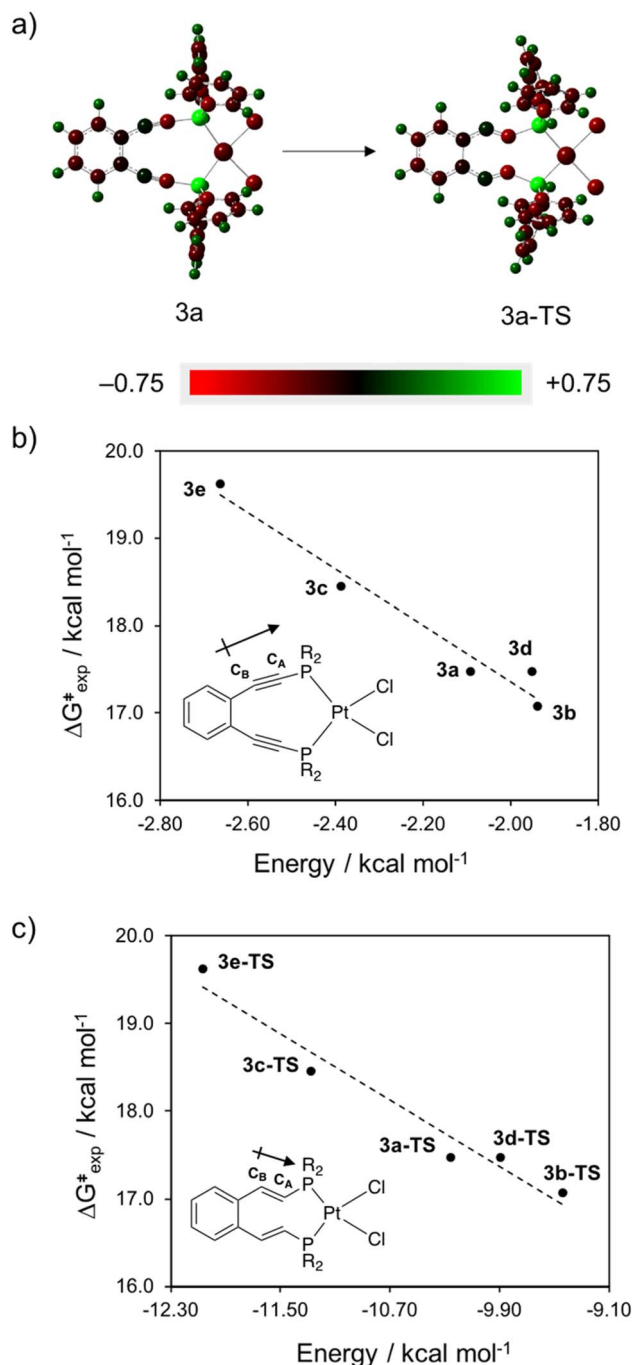 a)
3a
3a-TS
–0.75
+0.75
b)
20.0
19.0
18.0
17.0
16.0
ΔG‡exp / kcal mol-1
3e
3c
3a
3d
3b
CB
CA
R2
P
Pt
Cl
Cl
P
R2
-2.80
-2.60
-2.40
-2.20
-2.00
-1.80
Energy / kcal mol-1
c)
20.0
19.0
18.0
17.0
16.0
ΔG‡exp / kcal mol-1
3e-TS
3c-TS
3a-TS
3d-TS
3b-TS
CB
CA
R2
P
Pt
Cl
Cl
P
R2
-12.30
-11.50
-10.70
-9.90
-9.10
Energy / kcal mol-1